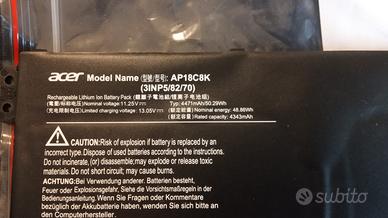 acer Model Name (型號/型号): AP18C8K
(3INP5/82/70)
Rechargeable Lithium Ion Battery Pack (鋰離子電池組/锂离子电池组)
(電壓/标称电压) Nominal voltage: 11.25V Typ: 4471mAh/50.29Wh
(充電限制電壓/充电限制电压) Limited voltage: 13.05V Nominal energy: 48.86Wh
Rated capacity: 4343mAh
CAUTION:Risk of explosion if battery is replaced by an
incorrect type.Dispose of used batteries according to the instructions.
Do not incinerate, (or) disassemble;may explode or release toxic
materials. Do not short circuit; may cause burns.
ACHTUNG:Bei Verwendung anderer Batterien besteht,
Feuer oder Explosionsgefahr, Siehe die Vorsichtsmaßregeln in der
Bedienungsanleitung. Wenn Sie Fragen oder Kommentare
bezüglich der Akkubatterie haben, wenden Sie sich bitte an
den Computerhersteller.
subito